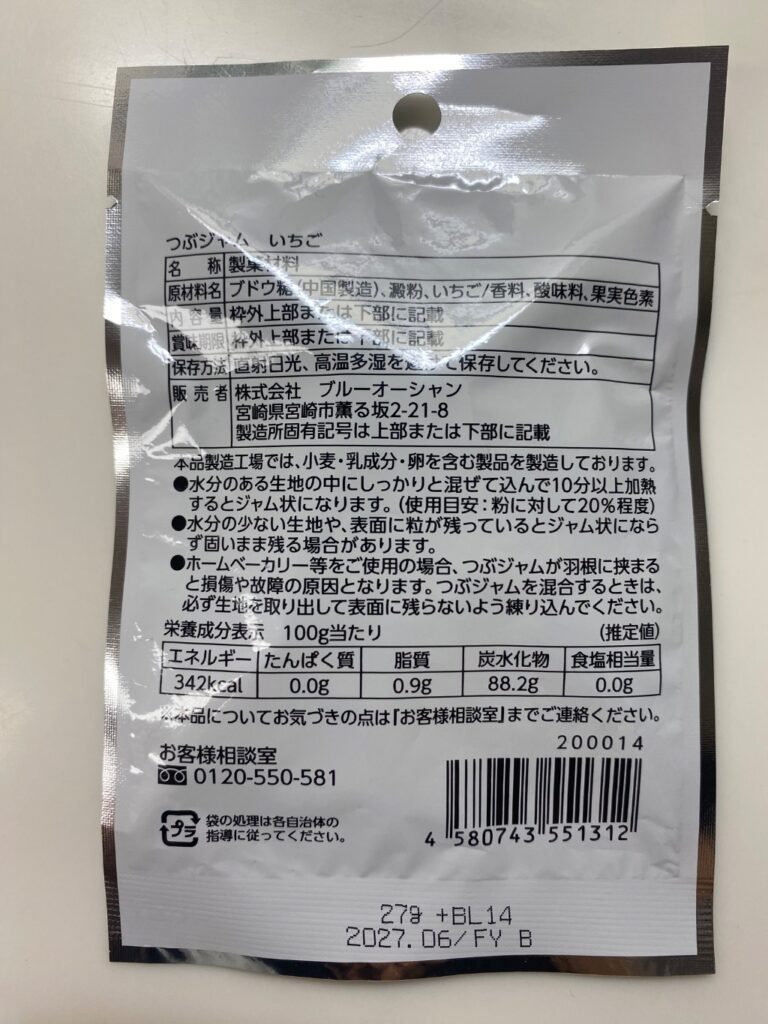 つぶジャム いちご
名称 製菓材料
原材料名 ブドウ糖(中国製造)、澱粉、いちご/香料、酸味料、果実色素
内容量 枠外上部または下部に記載
賞味期限 枠外上部または下部に記載
保存方法 直射日光、高温多湿を避けて保存してください。
販売者 株式会社 ブルーオーシャン
宮崎県宮崎市薫る坂2-21-8
製造所固有記号は上部または下部に記載
本品製造工場では、小麦・乳成分・卵を含む製品を製造しております。
●水分のある生地の中にしっかりと混ぜて込んで10分以上加熱
するとジャム状になります。(使用目安:粉に対して20%程度)
●水分の少ない生地や、表面に粒が残っているとジャム状になら
ず固いまま残る場合があります。
●ホームベーカリー等をご使用の場合、つぶジャムが羽根に挟まる
と損傷や故障の原因となります。つぶジャムを混合するときは、
必ず生地を取り出して表面に残らないよう練り込んでください。
栄養成分表示 100g当たり (推定値)
エネルギー たんぱく質 脂質 炭水化物 食塩相当量
342kcal 0.0g 0.9g 88.2g 0.0g
※本品についてお気づきの点は「お客様相談室」までご連絡ください。
200014
お客様相談室
0120-550-581
プラ 袋の処理は各自治体の
指導に従ってください。
4 580743 551312
27g +BL14
2027.06/FY B